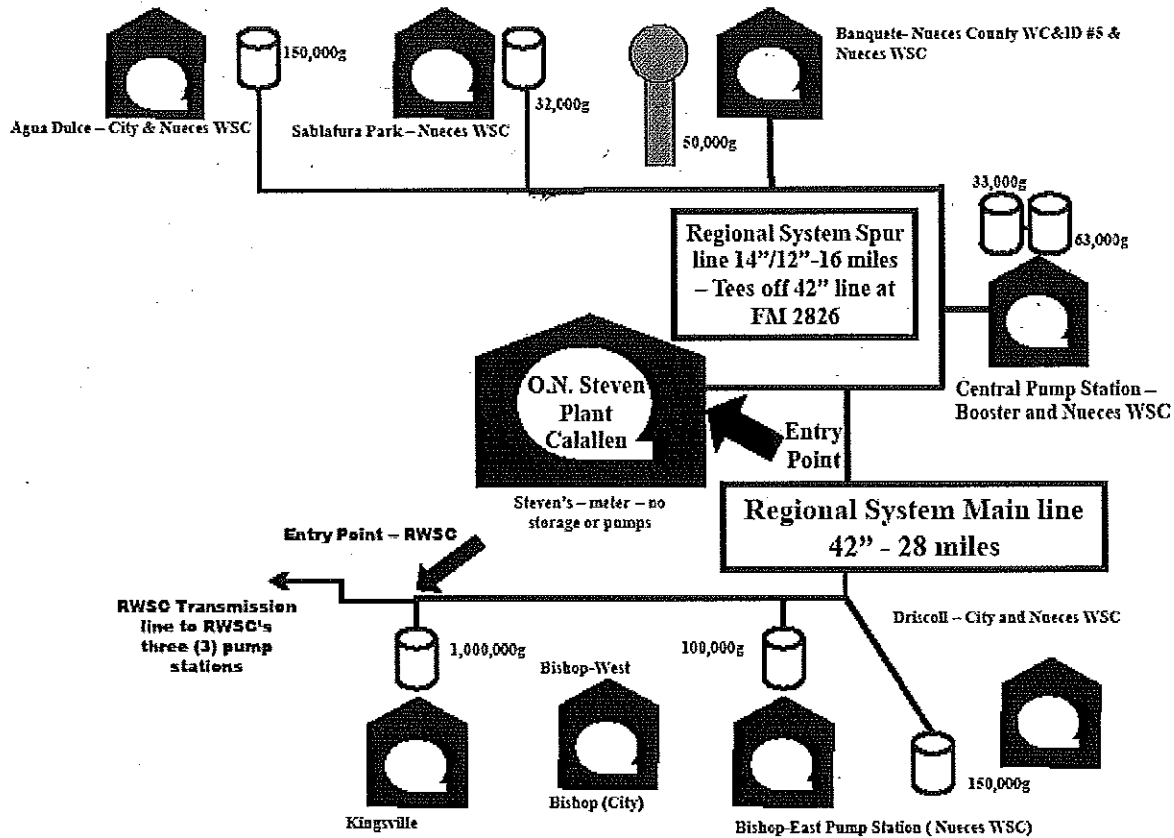 150,000g
Agua Dulce – City & Nueces WSC
32,000g
Sablatura Park – Nueces WSC
50,000g
Banquete– Nueces County WC&ID #5 &
Nueces WSC
33,000g
63,000g
Regional System Spur
line 14”/12”-16 miles
– Tees off 42” line at
FM 2826
Central Pump Station –
Booster and Nueces WSC
O.N. Steven
Plant
Calallen
Entry
Point
Steven's – meter – no
storage or pumps
Regional System Main line
42” - 28 miles
Entry Point – RWSC
RWSC Transmission
line to RWSC's
three (3) pump
stations
1,000,000g
Kingsville
Bishop-West
Bishop (City)
100,000g
Bishop-East Pump Station ( Nueces WSC)
Driscoll – City and Nueces WSC
150,000g